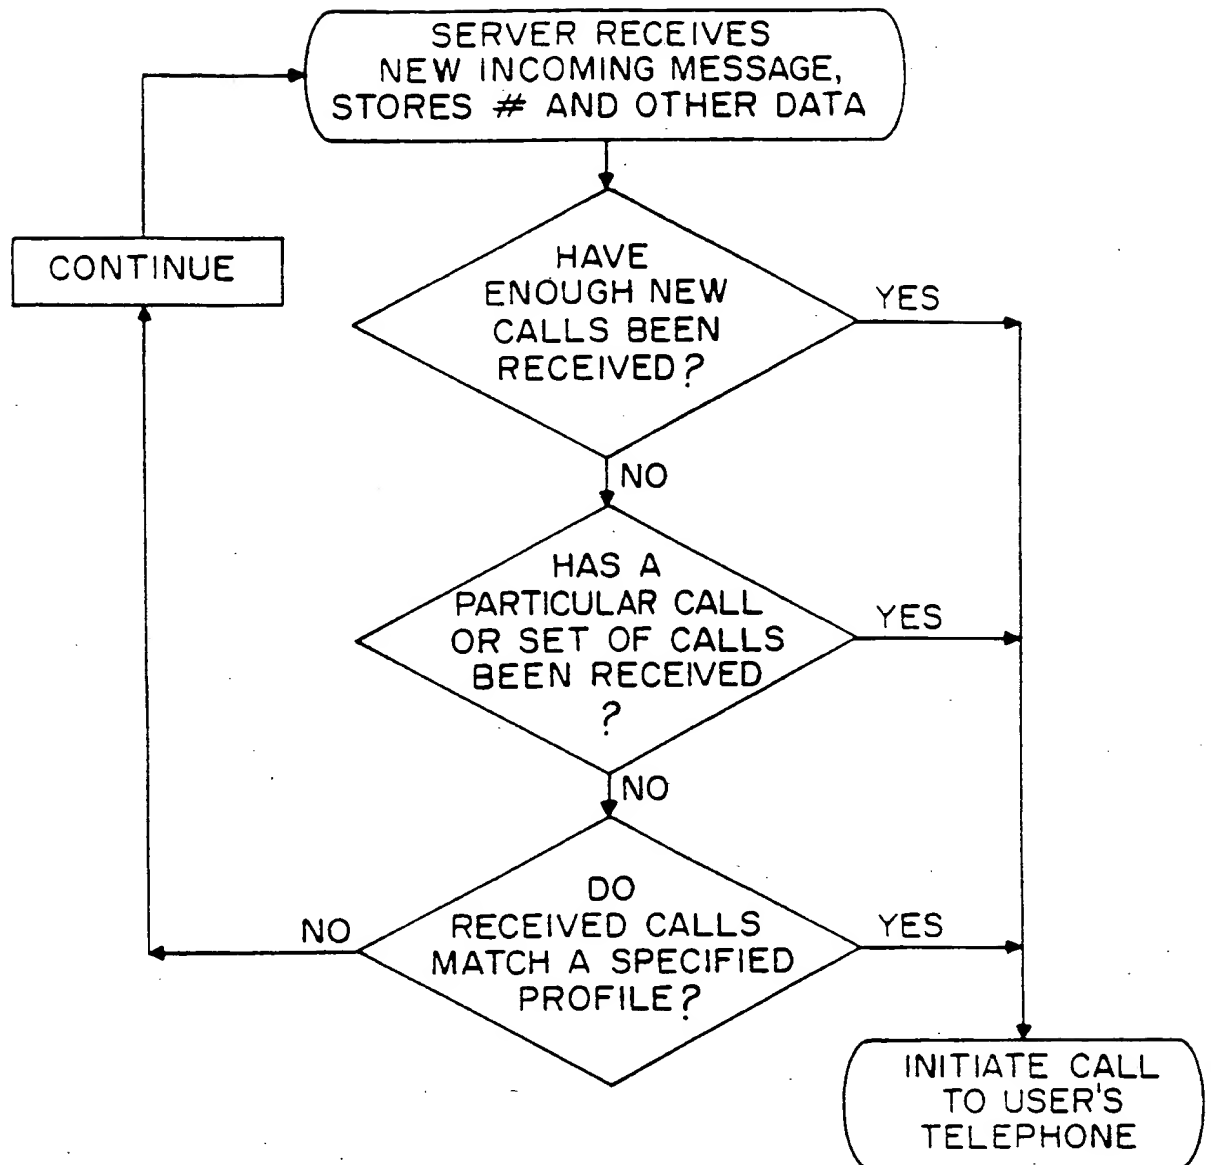 SERVER RECEIVES
NEW INCOMING MESSAGE,
STORES # AND OTHER DATA
CONTINUE
HAVE
ENOUGH NEW
CALLS BEEN
RECEIVED?
YES
NO
HAS A
PARTICULAR CALL
OR SET OF CALLS
BEEN RECEIVED
?
YES
NO
DO
RECEIVED CALLS
MATCH A SPECIFIED
PROFILE?
NO
YES
INITIATE CALL
TO USER'S
TELEPHONE